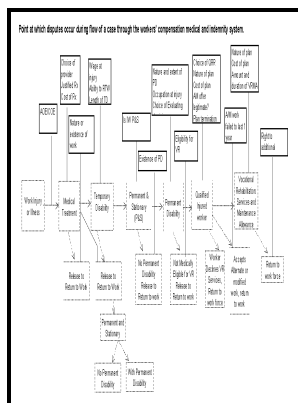 Point at which disputes occur during flow of a case through the workers' compensation medical and indemnity system.
Choice of
provider
Justified Rx
Cost of Rx
Wage at
injury
Ability to RTW
Length of TD
Nature and extent of
PD
Occupation at injury
Choice of Evaluating
Choice of QRR
Nature of plan
Cost of plan
AW offer
legitimate?
Plan termination
Nature of plan
Cost of plan
Amount and
duration of VRMA
AOE/COE
Nature or
existence of
work
Is IW P&S
Existence of PD
Eligibility for
VR
A/M work
failed to last 1
year
Right to
additional
Work injury
or illness
Medical
Treatment
Temporary
Disability
Permanent &
Stationary
(P&S)
Permanent
Disability
Qualified
Injured
worker
Vocational
Rehabilitation
Services and
Maintenance
Allowance
Release to
Return to Work
Release to
Return to Work
No Permanent
Disability
Release to
Return to work
Not Medically
Eligible for VR
Release to
Return to work
Worker
Declines VR
Services,
Return to
work force
Accepts
Alternate or
modified
work, return
to work
Return to
work force
Permanent and
Stationary
No Permanent
Disability
With Permanent
Disability